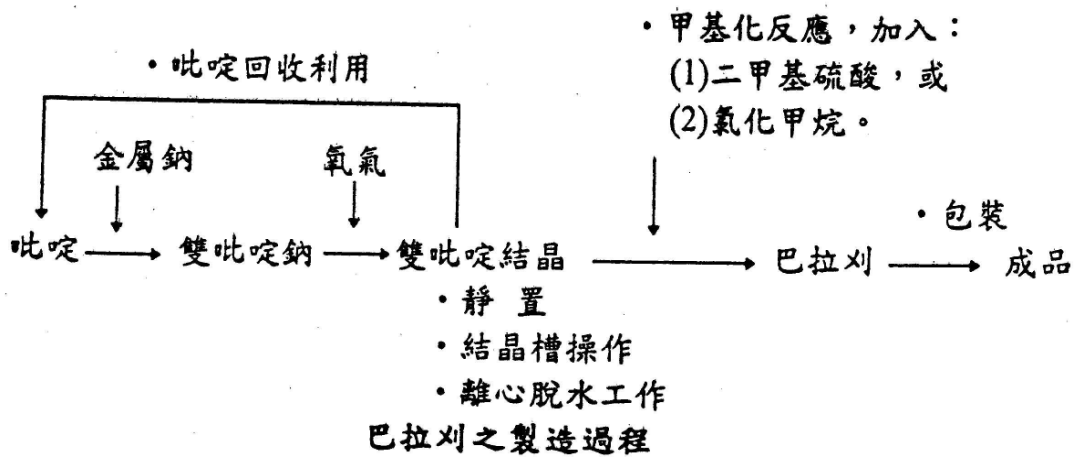 ・甲基化反應，加入：
(1)二甲基硫酸，或
(2)氯化甲烷。
・吡啶回收利用
金屬鈉
氧氣
吡啶
雙吡啶鈉
雙吡啶結晶
巴拉刈
・包裝
成品
・靜 置
・結晶槽操作
・離心脫水工作
巴拉刈之製造過程